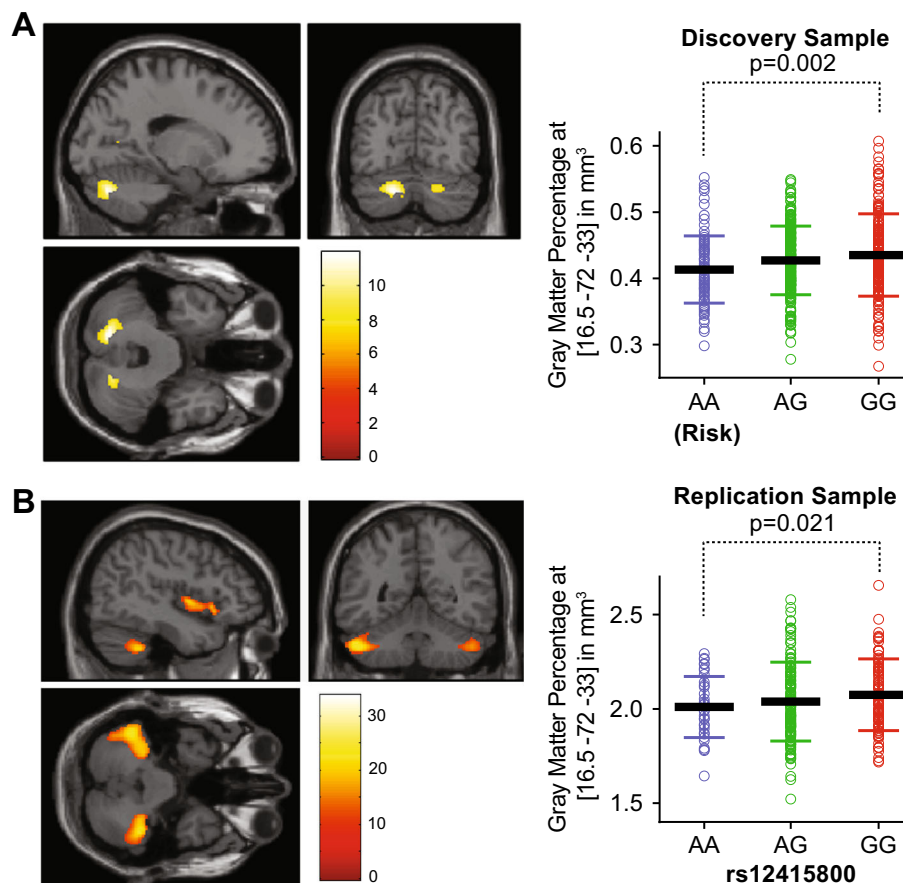 A
Discovery Sample
p=0.002
Gray Matter Percentage at
[16.5 -72 -33] in mm³
0.6
0.5
0.4
0.3
AA
AG
GG
(Risk)
10
8
6
4
2
0
B
Replication Sample
p=0.021
Gray Matter Percentage at
[16.5 -72 -33] in mm³
2.5
2.0
1.5
AA
AG
GG
rs12415800
30
20
10
0